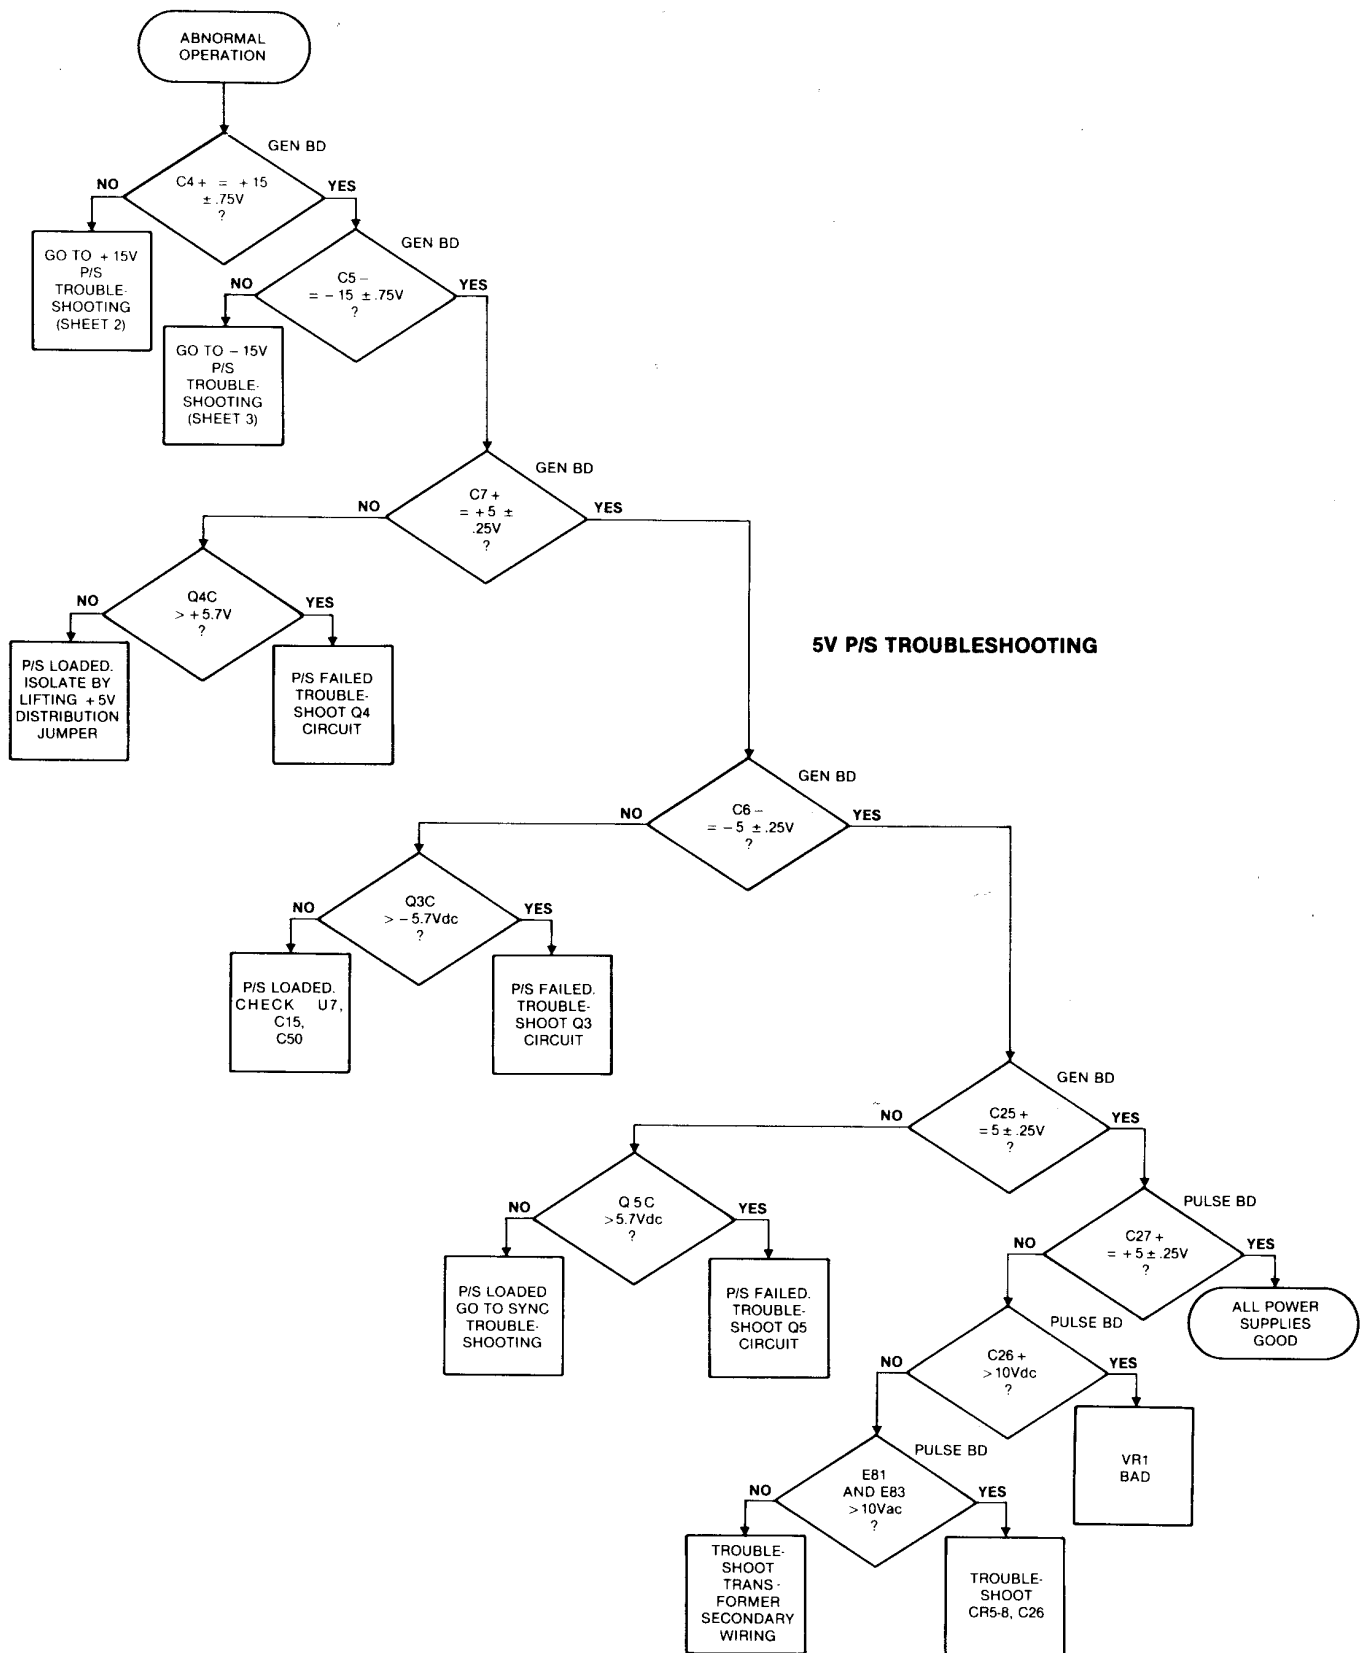 ABNORMAL
OPERATION
GEN BD
C4 + = + 15
± .75V
?
NO
YES
GO TO + 15V
P/S
TROUBLE-
SHOOTING
(SHEET 2)
GEN BD
C5 –
= – 15 ± .75V
?
NO
YES
GO TO – 15V
P/S
TROUBLE-
SHOOTING
(SHEET 3)
GEN BD
C7 +
= + 5 ±
.25V
?
NO
YES
Q4C
> + 5.7V
?
NO
YES
P/S LOADED.
ISOLATE BY
LIFTING + 5V
DISTRIBUTION
JUMPER
P/S FAILED
TROUBLE-
SHOOT Q4
CIRCUIT
5V P/S TROUBLESHOOTING
GEN BD
C6 –
= – 5 ± .25V
?
NO
YES
Q3C
> – 5.7Vdc
?
NO
YES
P/S LOADED.
CHECK U7,
C15,
C50
P/S FAILED.
TROUBLE-
SHOOT Q3
CIRCUIT
GEN BD
C25 +
= 5 ± .25V
?
NO
YES
Q 5C
>5.7Vdc
?
NO
YES
P/S LOADED
GO TO SYNC
TROUBLE-
SHOOTING
P/S FAILED.
TROUBLE-
SHOOT Q5
CIRCUIT
PULSE BD
C27 +
= +5 ± .25V
?
NO
YES
ALL POWER
SUPPLIES
GOOD
PULSE BD
C26 +
> 10Vdc
?
NO
YES
VR1
BAD
PULSE BD
E81
AND E83
> 10Vac
?
NO
YES
TROUBLE-
SHOOT
TRANS -
FORMER
SECONDARY
WIRING
TROUBLE-
SHOOT
CR5-8, C26